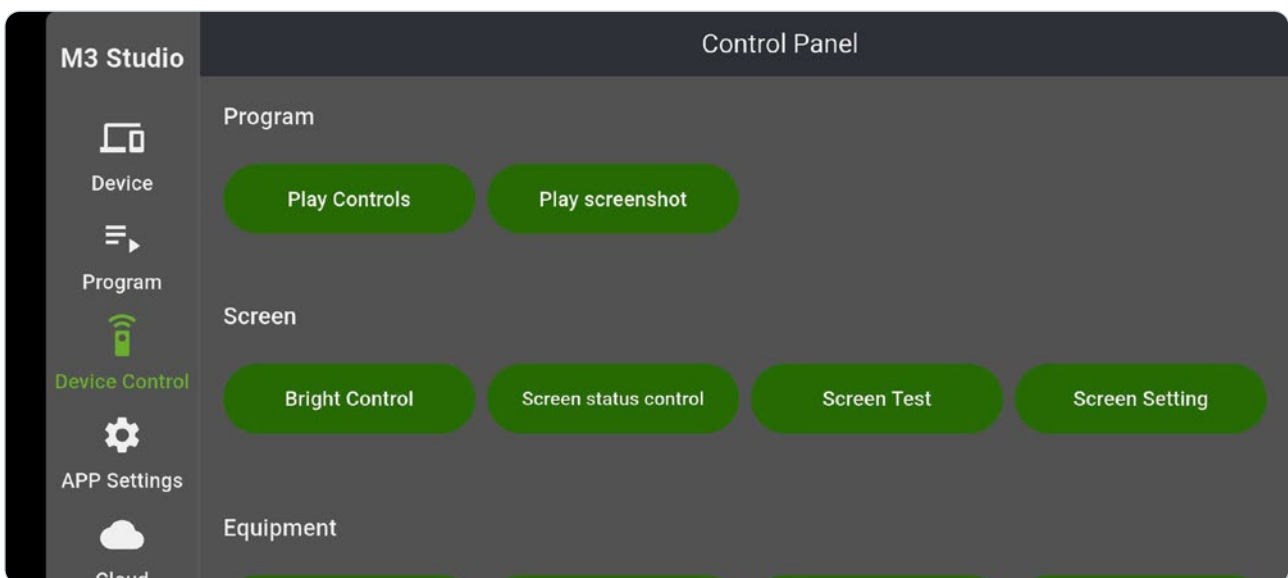 M3 Studio
Control Panel
Device
Program
Device Control
APP Settings
Cloud
Program
Play Controls
Play screenshot
Screen
Bright Control
Screen status control
Screen Test
Screen Setting
Equipment